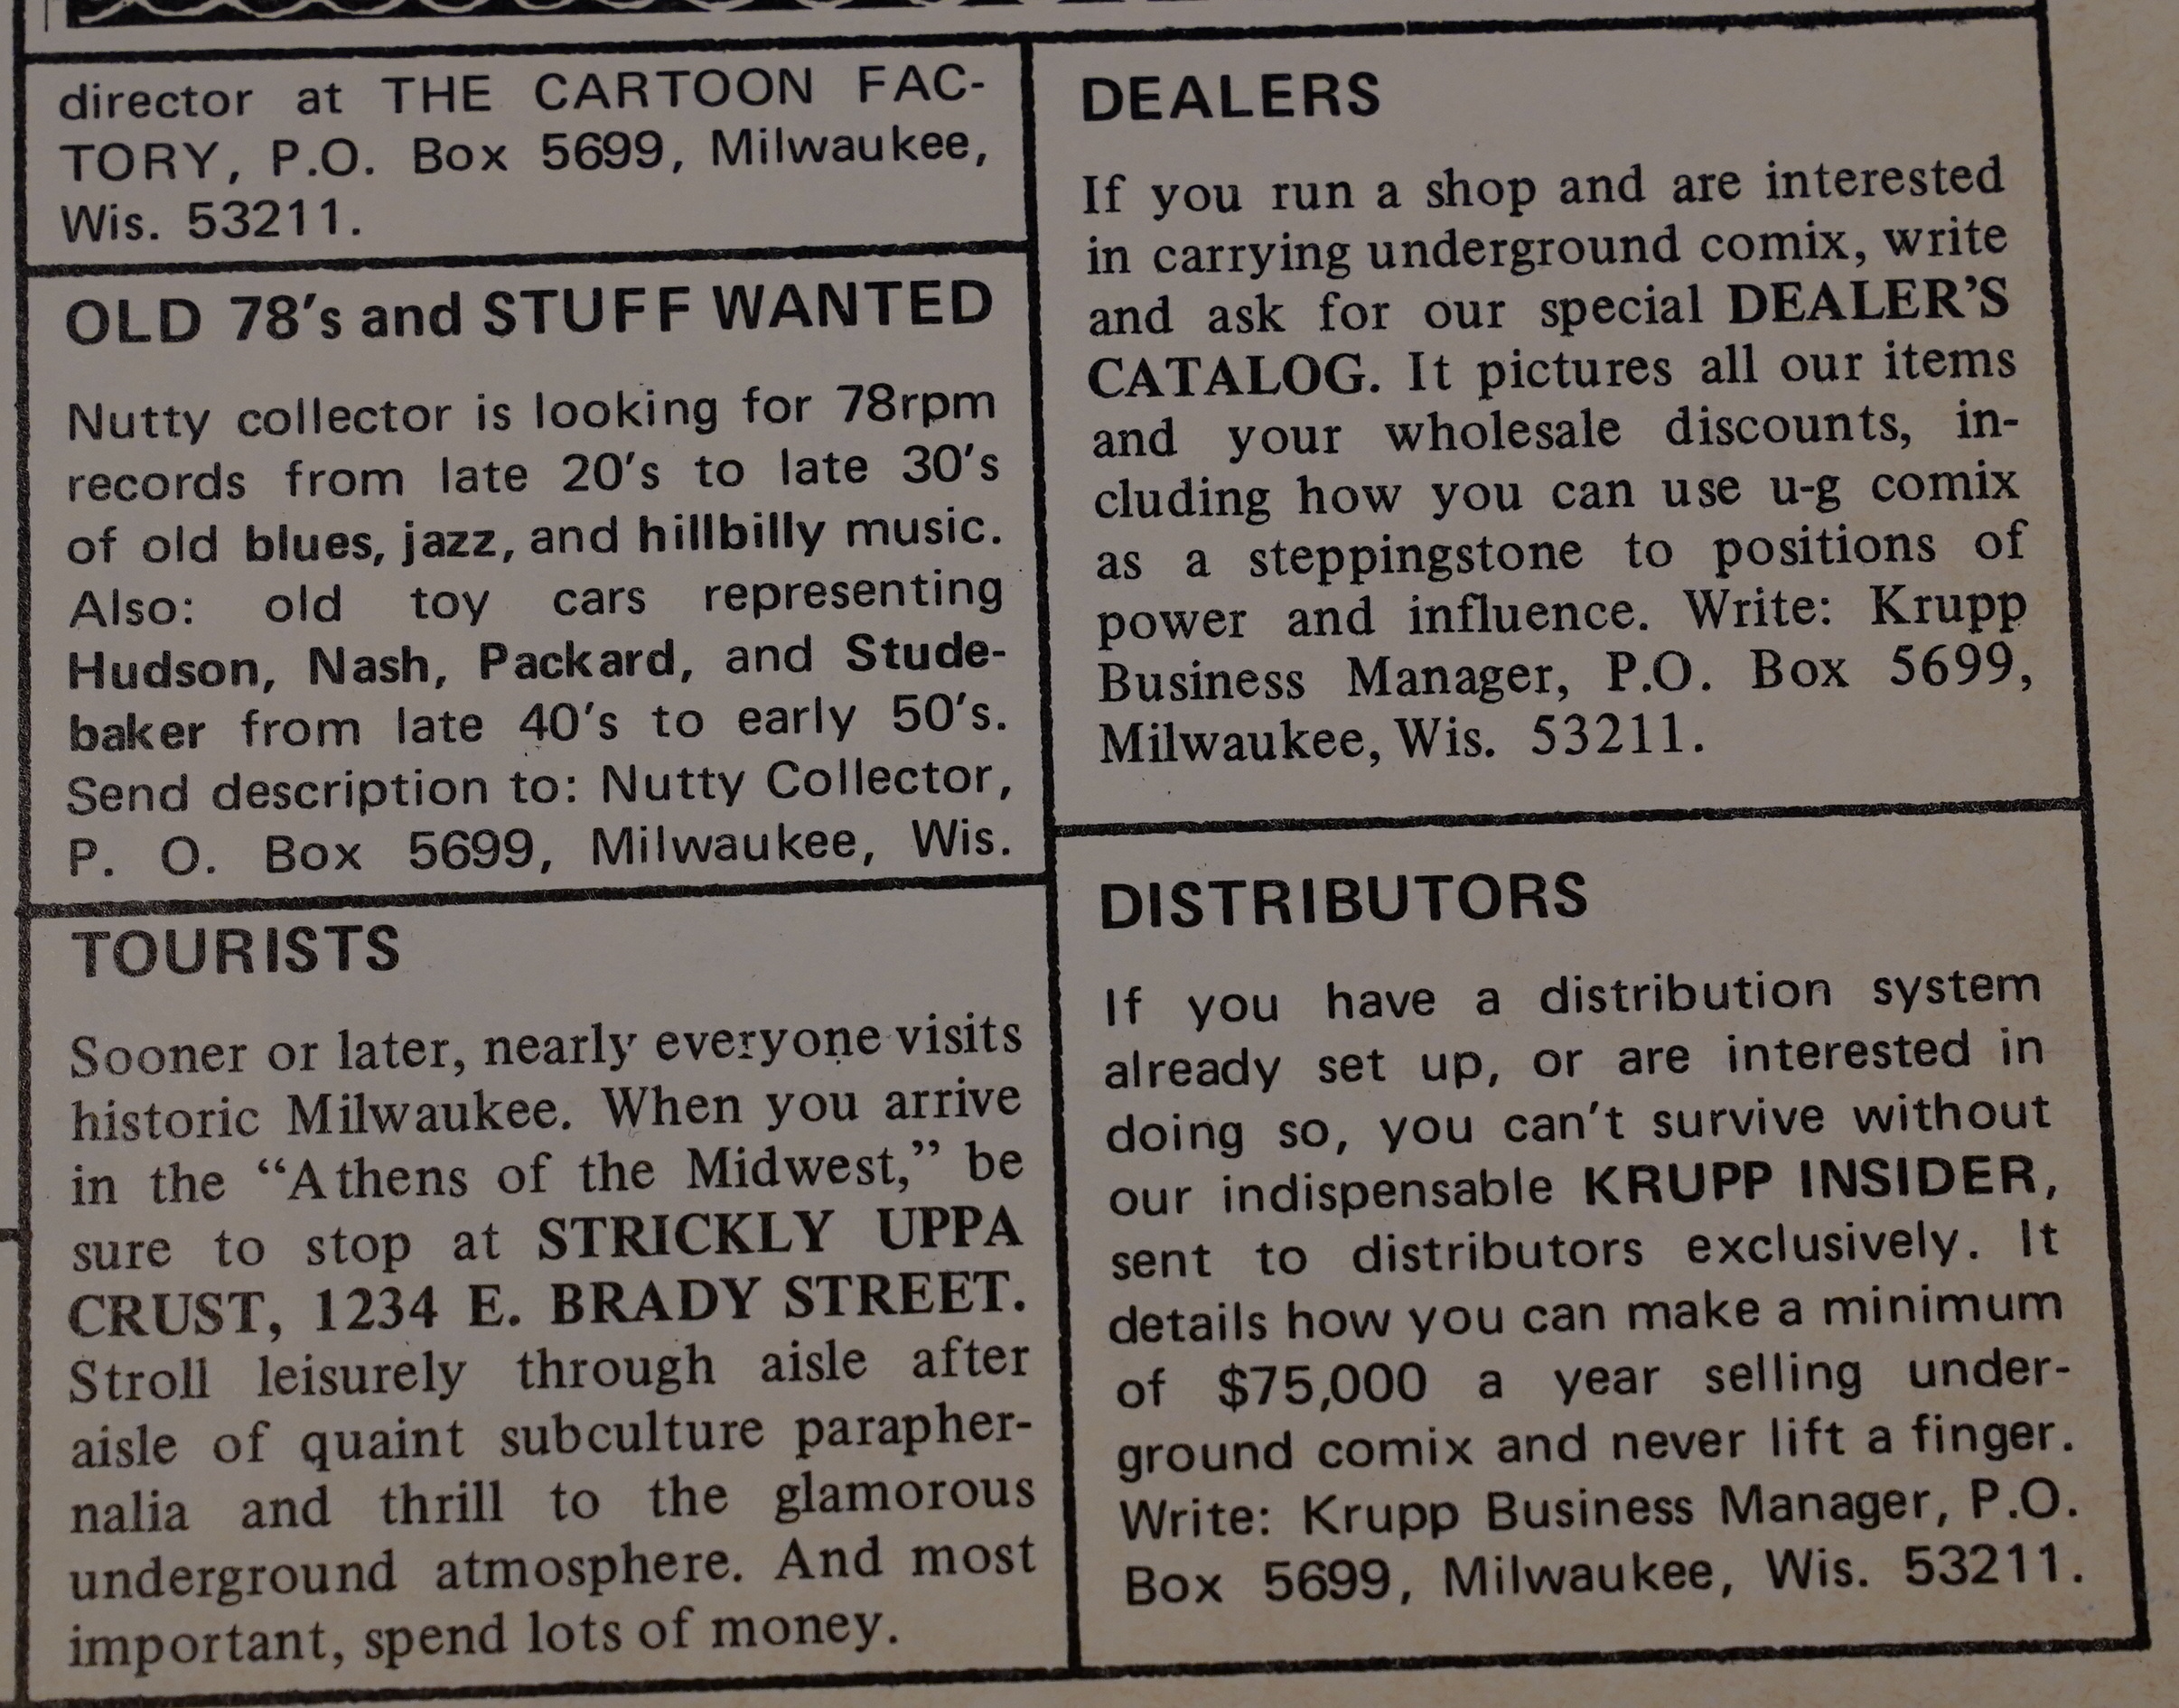 director at THE CARTOON FAC-
TORY, P.O. Box 5699, Milwaukee,
Wis. 53211.
OLD 78's and STUFF WANTED
Nutty collector is looking for 78rpm
records from late 20's to late 30's
of old blues, jazz, and hillbilly music.
Also: old toy cars representing
Hudson, Nash, Packard, and Stude-
baker from late 40's to early 50's.
Send description to: Nutty Collector,
P. O. Box 5699, Milwaukee, Wis.
TOURISTS
Sooner or later, nearly everyone visits
historic Milwaukee. When you arrive
in the “Athens of the Midwest,” be
sure to stop at STRICKLY UPPA
CRUST, 1234 E. BRADY STREET.
Stroll leisurely through aisle after
aisle of quaint subculture parapher-
nalia and thrill to the glamorous
underground atmosphere. And most
important, spend lots of money.
DEALERS
If you run a shop and are interested
in carrying underground comix, write
and ask for our special DEALER'S
CATALOG. It pictures all our items
and your wholesale discounts, in-
cluding how you can use u-g comix
as a steppingstone to positions of
power and influence. Write: Krupp
Business Manager, P.O. Box 5699,
Milwaukee, Wis. 53211.
DISTRIBUTORS
If you have a distribution system
already set up, or are interested in
doing so, you can't survive without
our indispensable KRUPP INSIDER,
sent to distributors exclusively. It
details how you can make a minimum
of $75,000 a year selling under-
ground comix and never lift a finger.
Write: Krupp Business Manager, P.O.
Box 5699, Milwaukee, Wis. 53211.